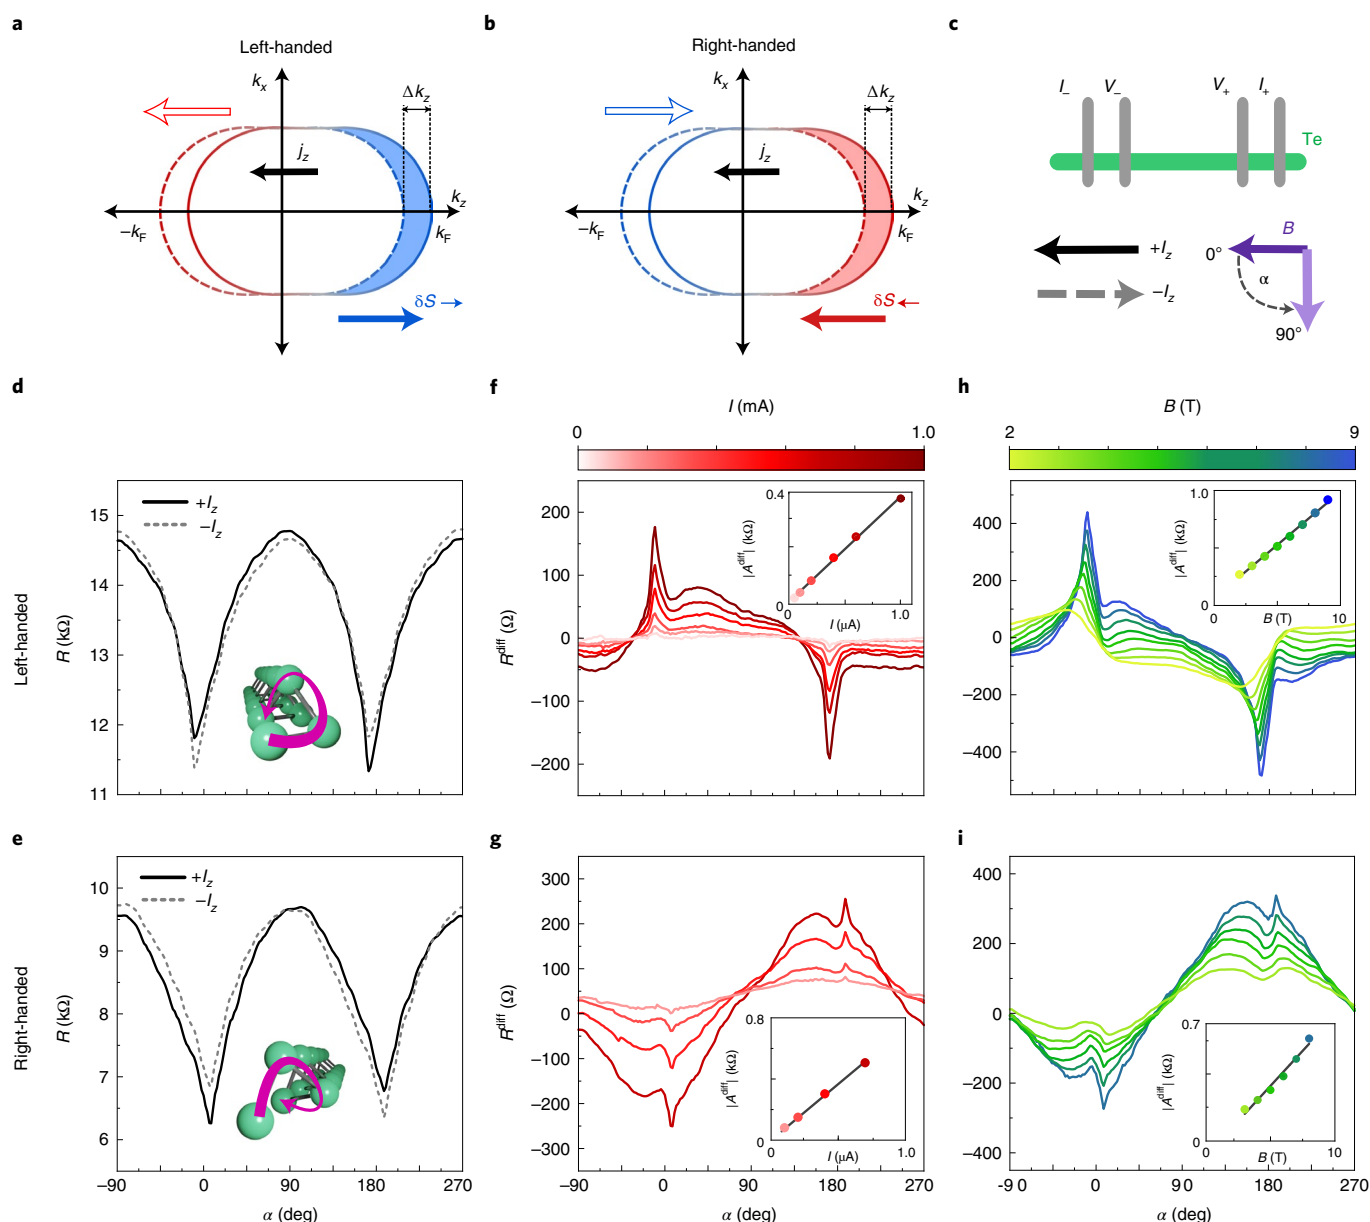 a
Left-handed
k_x
Δk_z
j_z
k_z
−k_F
k_F
δS →
b
Right-handed
k_x
Δk_z
j_z
k_z
−k_F
k_F
δS ←
c
I_− V_− V_+ I_+
Te
+I_z
−I_z
B
0°
α
90°
d
Left-handed
R (kΩ)
15
14
13
12
11
+I_z
−I_z
f
I (mA)
0 1.0
R^diff (Ω)
200
100
0
−100
−200
|A^diff| (kΩ)
0.4
0
0 1.0
I (μA)
h
B (T)
2 9
400
200
0
−200
−400
|A^diff| (kΩ)
1.0
0.5
0
0 5 10
B (T)
e
Right-handed
R (kΩ)
10
9
8
7
6
+I_z
−I_z
−90 0 90 180 270
α (deg)
g
R^diff (Ω)
300
200
100
0
−100
−200
−300
|A^diff| (kΩ)
0.8
0
0 1.0
I (μA)
α (deg)
i
400
200
0
−200
−400
|A^diff| (kΩ)
0.7
0
0 10
B (T)
−90 0 90 180 270
α (deg)